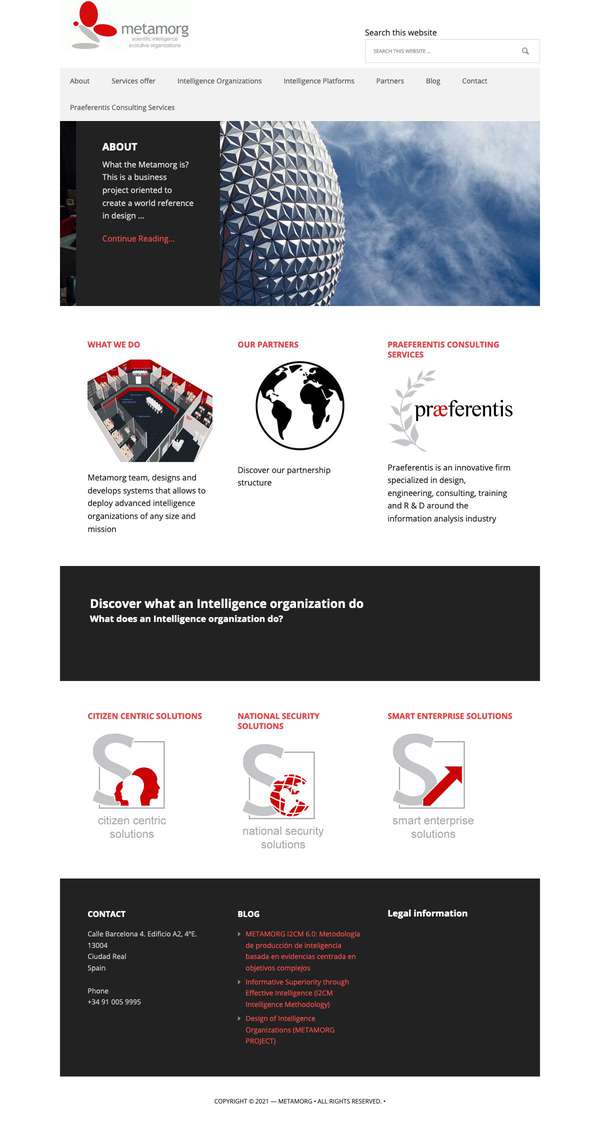 metamorg
scientific intelligence
evolutive organizations
Search this website
SEARCH THIS WEBSITE ...
About
Services offer
Intelligence Organizations
Intelligence Platforms
Partners
Blog
Contact
Praeferentis Consulting Services
ABOUT
What the Metamorg is?
This is a business
project oriented to
create a world reference
in design ...
Continue Reading...
WHAT WE DO
Metamorg team, designs and
develops systems that allows to
deploy advanced intelligence
organizations of any size and
mission
OUR PARTNERS
Discover our partnership
structure
PRAEFERENTIS CONSULTING
SERVICES
præferentis
Praeferentis is an innovative firm
specialized in design,
engineering, consulting, training
and R & D around the
information analysis industry
Discover what an Intelligence organization do
What does an Intelligence organization do?
CITIZEN CENTRIC SOLUTIONS
S
citizen centric
solutions
NATIONAL SECURITY
SOLUTIONS
S
national security
solutions
SMART ENTERPRISE SOLUTIONS
S
smart enterprise
solutions
CONTACT
Calle Barcelona 4. Edificio A2, 4ºE.
13004
Ciudad Real
Spain
Phone
+34 91 005 9995
BLOG
METAMORG I2CM 6.0: Metodología
de producción de inteligencia
basada en evidencias centrada en
objetivos complejos
Informative Superiority through
Effective Intelligence (I2CM
Intelligence Methodology)
Design of Intelligence
Organizations (METAMORG
PROJECT)
Legal information
COPYRIGHT © 2021 — METAMORG • ALL RIGHTS RESERVED. •